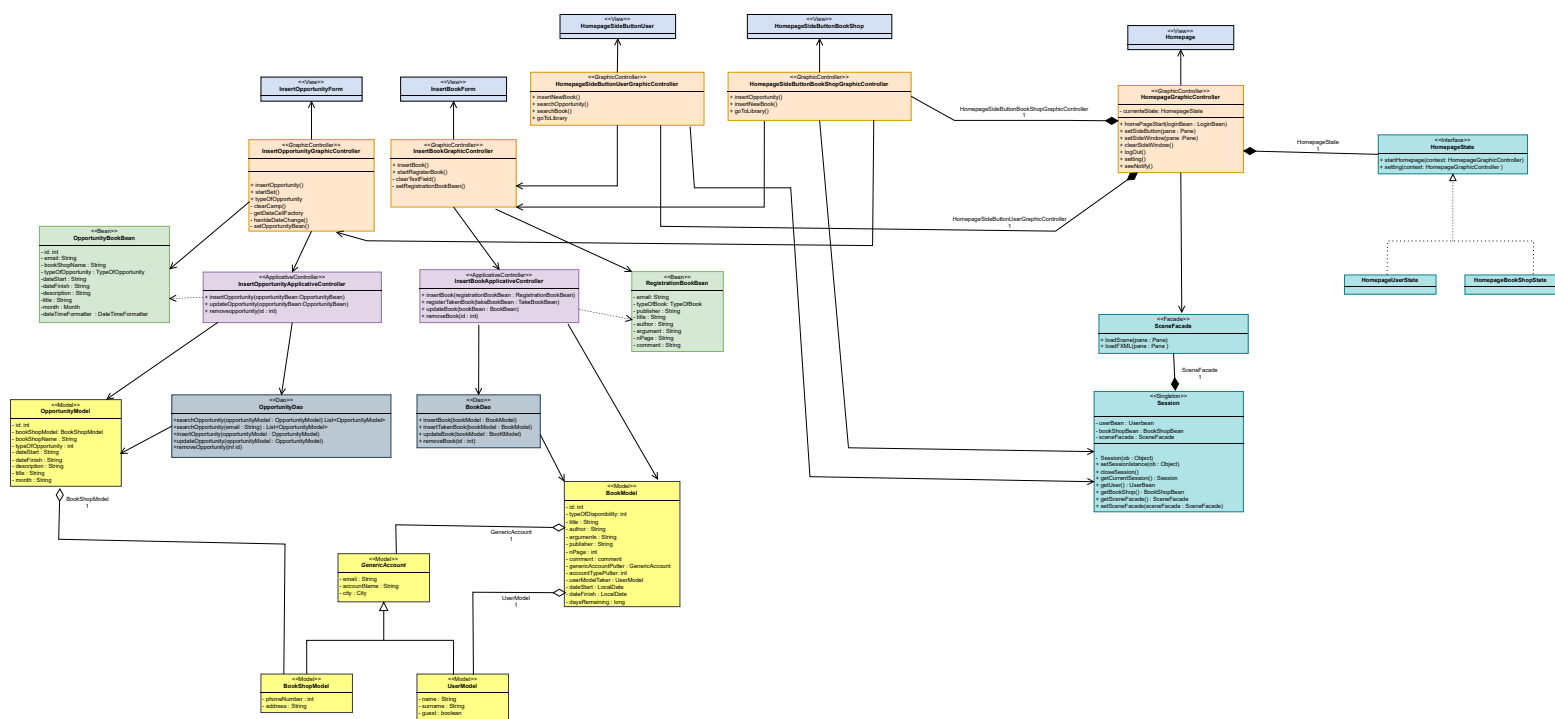 <<View>>
HomepageSideButtonUser
<<View>>
HomepageSideButtonBookShop
<<View>>
Homepage
<<View>>
InsertOpportunityForm
<<View>>
InsertBookForm
<<GraphicController>>
HomepageSideButtonUserGraphicController
+ insertNewBook()
+ searchOpportunity()
+ searchBook()
+ goToLibrary
<<GraphicController>>
HomepageSideButtonBookShopGraphicController
+ insertOpportunity()
+ insertNewBook()
+ goToLibrary()
HomepageSideButtonBookShopGraphicController
1
<<GraphicController>>
HomepageGraphicController
- currenteState: HomepageState
+ homePageStart(loginBean : LoginBean)
+ setSideButton(pane : Pane)
+ setSideWindow(pane :Pane)
+ clearSideWindow()
+ logOut()
+ setting()
+ seeNotify()
HomepageState
1
<<Interface>>
HomepageState
+ startHomepage(context: HomepageGraphicController)
+ setting(context: HomepageGraphicController )
<<GraphicController>>
InsertOpportunityGraphicController
+ insertOpportunity()
+ startSet()
+ typeOfOpportunity
- clearCamp()
- getDataCellFactory
- hanldeDateChange()
- setOpportunityBean()
<<GraphicController>>
InsertBookGraphicController
+ insertBook()
+ startRegisterBook()
- clearTextField()
- setRegistrationBookBean()
HomepageSideButtonUserGraphicController
1
<<Bean>>
OpportunityBookBean
- id: int
- email: String
- bookShopName : String
- typeOfOpportunity : TypeOfOpportunity
- dateStart : String
-dateFinish : String
-description : String
-title : String
-month : Month
-dateTimeFormatter : DateTimeFormatter
<<ApplicativeController>>
InsertOpportunityApplicativeController
+ insertOpportunity(opportunityBean:OpportunityBean)
+ updateOpportunity(opportunityBean:OpportunityBean)
+ removeopportunity(id : int)
<<ApplicativeController>>
InsertBookApplicativeController
+ insertBook(registrationBookBean : RegistrationBookBean)
+ registerTakenBook(takeBookBean : TakeBookBean)
+ updateBook(bookBean : BookBean)
+ removeBook(id : int)
<<Bean>>
RegistrationBookBean
- email: String
- typeOfBook: TypeOfBook
- publisher : String
- title : String
- author : String
- argument : String
- nPage : String
- comment : String
HomepageUserState
HomepageBookShopState
<<Facade>>
SceneFacade
+ loadScene(pane : Pane)
+ loadFXML(pane : Pane )
SceneFacade
1
<<Model>>
OpportunityModel
- id: int
- bookShopModel: BookShopModel
- bookShopName : String
- typeOfOpportunity : int
- dateStart : String
- dateFinish : String
- description : String
- title : String
- month : String
<<Dao>>
OpportunityDao
+searchOpportunity(opportunityModel : OpportunityModel) List<OpportunityModel>
+searchOpportunity(email : String) : List<OpportunityModel>
+insertOpportunity(opportunityModel : OpportunityModel)
+updateOpportunity(opportunityModel : OpportunityModel)
+removeOpportunity(int id)
<<Dao>>
BookDao
+ insertBook(bookModel : BookModel)
+ insertTakenBook(bookModel : BookModel)
+ updateBook(bookModel : BooKModel)
+ removeBook(id : int)
<<Singleton>>
Session
- userBean : Userbean
- bookShopBean : BookShopBean
- sceneFacade : SceneFacade
- Session(ob : Object)
+ setSessionIstance(ob : Object)
+ closeSession()
+ getCurrentSession() : Session
+ getUser() : UserBean
+ getBookShop() : BookShopBean
+ getSceneFacade() : SceneFacade
+ setSceneFacade(sceneFacade : SceneFacade)
BookShopModel
1
<<Model>>
BookModel
- id: int
- typeOfDisponibility: int
- title : String
- author : String
- arguments : String
- publisher : String
- nPage : int
- comment : comment
- genericAccountPutter : GenericAccount
- accountTypePutter: int
- userModelTaker : UserModel
- dateStart : LocalDate
- dateFinish : LocalDate
- daysRemaining : long
GenericAccount
1
<<Model>>
GenericAccount
- email : String
- accountName : String
- city : City
UserModel
1
<<Model>>
BookShopModel
- phoneNumber : int
- address : String
<<Model>>
UserModel
- name : String
- surname : String
- guest : boolean